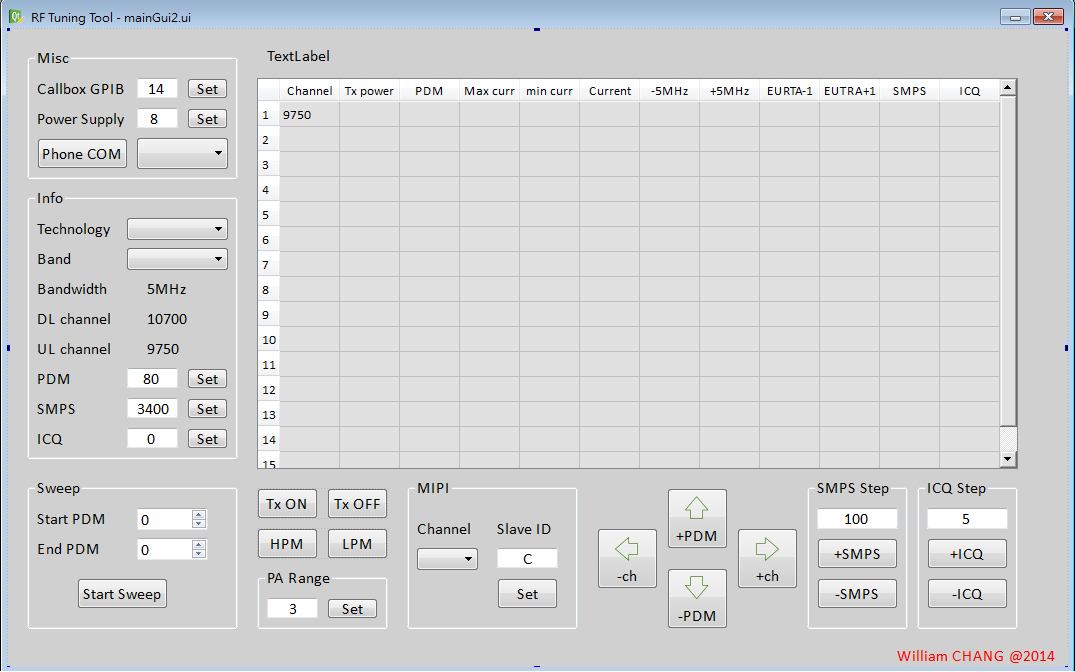 RF Tuning Tool - mainGui2.ui
Misc
Callbox GPIB 14 Set
Power Supply 8 Set
Phone COM
Info
Technology
Band
Bandwidth 5MHz
DL channel 10700
UL channel 9750
PDM 80 Set
SMPS 3400 Set
ICQ 0 Set
TextLabel
Channel Tx power PDM Max curr min curr Current -5MHz +5MHz EURTA-1 EUTRA+1 SMPS ICQ
1 9750
2
3
4
5
6
7
8
9
10
11
12
13
14
15
Sweep
Start PDM 0
End PDM 0
Start Sweep
Tx ON Tx OFF
HPM LPM
PA Range
3 Set
MIPI
Channel Slave ID
C
Set
+PDM
-ch +ch
-PDM
SMPS Step
100
+SMPS
-SMPS
ICQ Step
5
+ICQ
-ICQ
William CHANG @2014